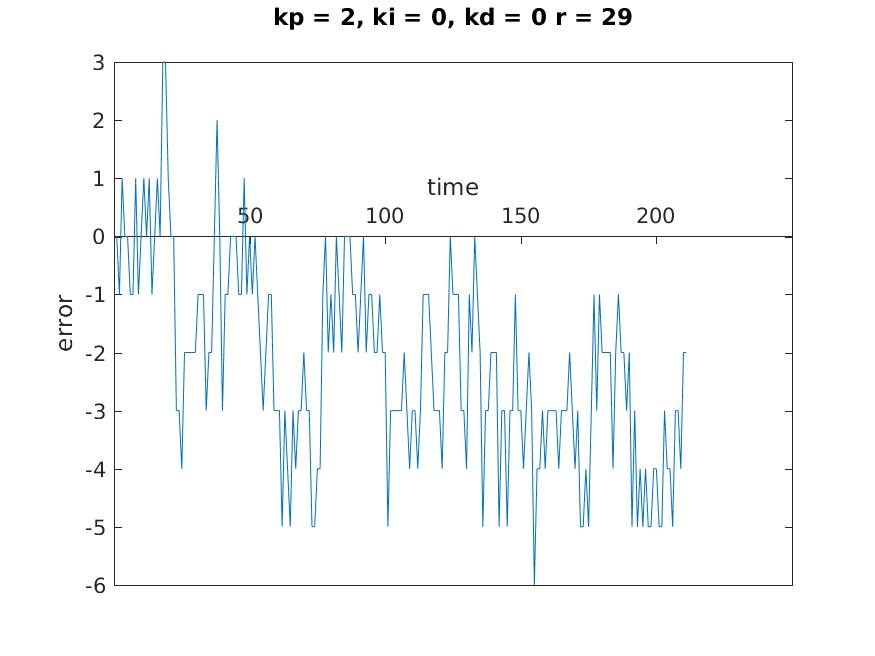 kp = 2, ki = 0, kd = 0 r = 29
3
2
1
time
50 100 150 200
0
-1
error
-2
-3
-4
-5
-6